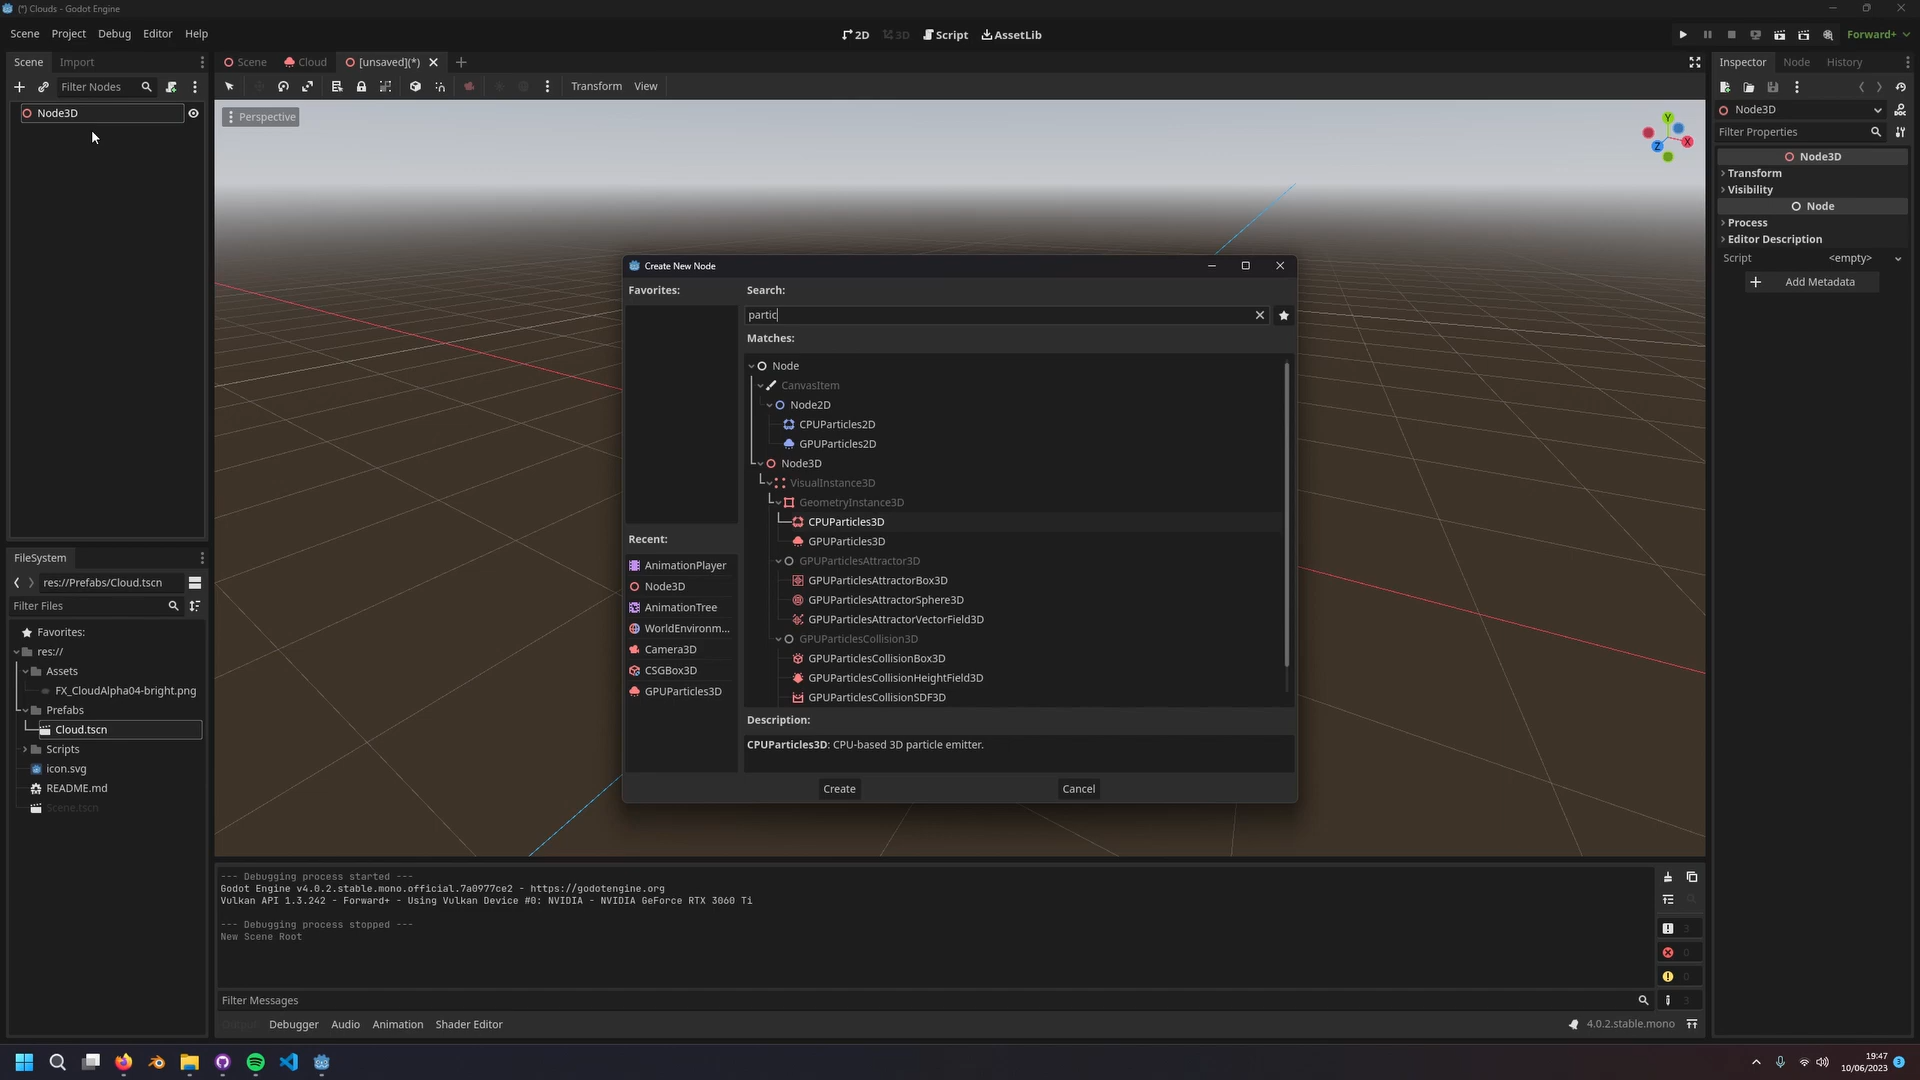 (*) Clouds - Godot Engine
Scene Project Debug Editor Help
2D 3D Script AssetLib
Forward+
Scene Import
Scene Cloud [unsaved](*)
Inspector Node History
Filter Nodes
Transform View
Node3D
Perspective
Y
X
Z
Node3D
Filter Properties
Node3D
Transform
Visibility
Node
Process
Editor Description
Script <empty>
Add Metadata
Create New Node
Favorites:
Search:
partic
Matches:
Node
CanvasItem
Node2D
CPUParticles2D
GPUParticles2D
Node3D
VisualInstance3D
GeometryInstance3D
CPUParticles3D
GPUParticles3D
GPUParticlesAttractor3D
GPUParticlesAttractorBox3D
GPUParticlesAttractorSphere3D
GPUParticlesAttractorVectorField3D
GPUParticlesCollision3D
GPUParticlesCollisionBox3D
GPUParticlesCollisionHeightField3D
GPUParticlesCollisionSDF3D
Recent:
AnimationPlayer
Node3D
AnimationTree
WorldEnvironm...
Camera3D
CSGBox3D
GPUParticles3D
Description:
CPUParticles3D: CPU-based 3D particle emitter.
Create Cancel
FileSystem
res://Prefabs/Cloud.tscn
Filter Files
Favorites:
res://
Assets
FX_CloudAlpha04-bright.png
Prefabs
Cloud.tscn
Scripts
icon.svg
README.md
Scene.tscn
--- Debugging process started ---
Godot Engine v4.0.2.stable.mono.official.7a0977ce2 - https://godotengine.org
Vulkan API 1.3.242 - Forward+ - Using Vulkan Device #0: NVIDIA - NVIDIA GeForce RTX 3060 Ti
--- Debugging process stopped ---
New Scene Root
3
0
0
3
Filter Messages
Output Debugger Audio Animation Shader Editor
4.0.2.stable.mono
19:47
10/06/2023
3